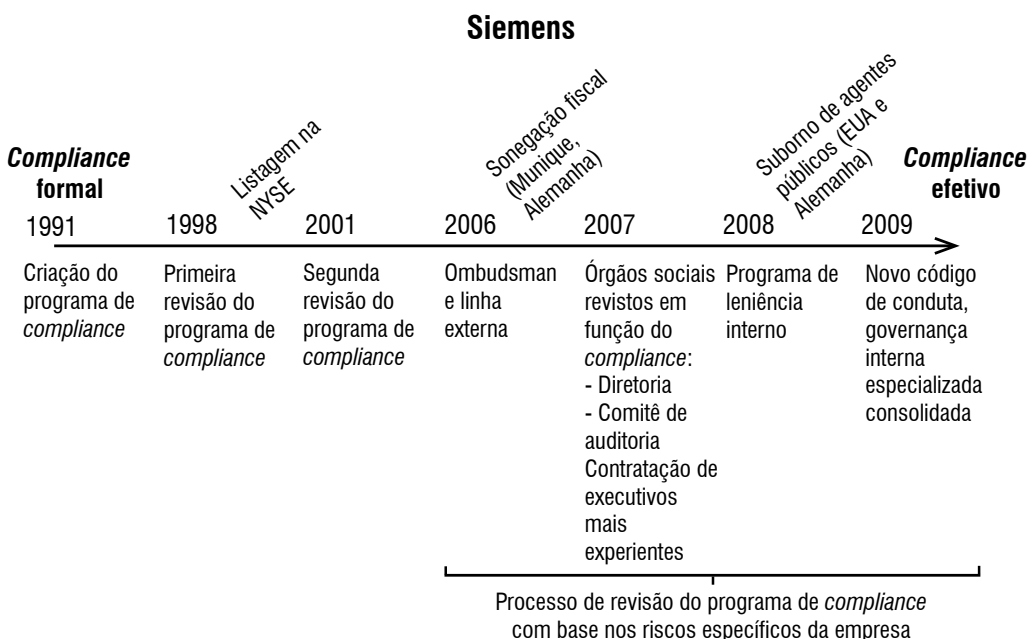 Siemens
Compliance
formal
Listagem na
NYSE
Sonegação fiscal
(Munique,
Alemanha)
Suborno de agentes
públicos (EUA e
Alemanha)
Compliance
efetivo
1991
1998
2001
2006
2007
2008
2009
Criação do
programa de
compliance
Primeira
revisão do
programa de
compliance
Segunda
revisão do
programa de
compliance
Ombudsman
e linha
externa
Órgãos sociais
revistos em
função do
compliance:
- Diretoria
- Comitê de
auditoria
Contratação de
executivos
mais
experientes
Programa de
leniência
interno
Novo código
de conduta,
governança
interna
especializada
consolidada
Processo de revisão do programa de compliance
com base nos riscos específicos da empresa